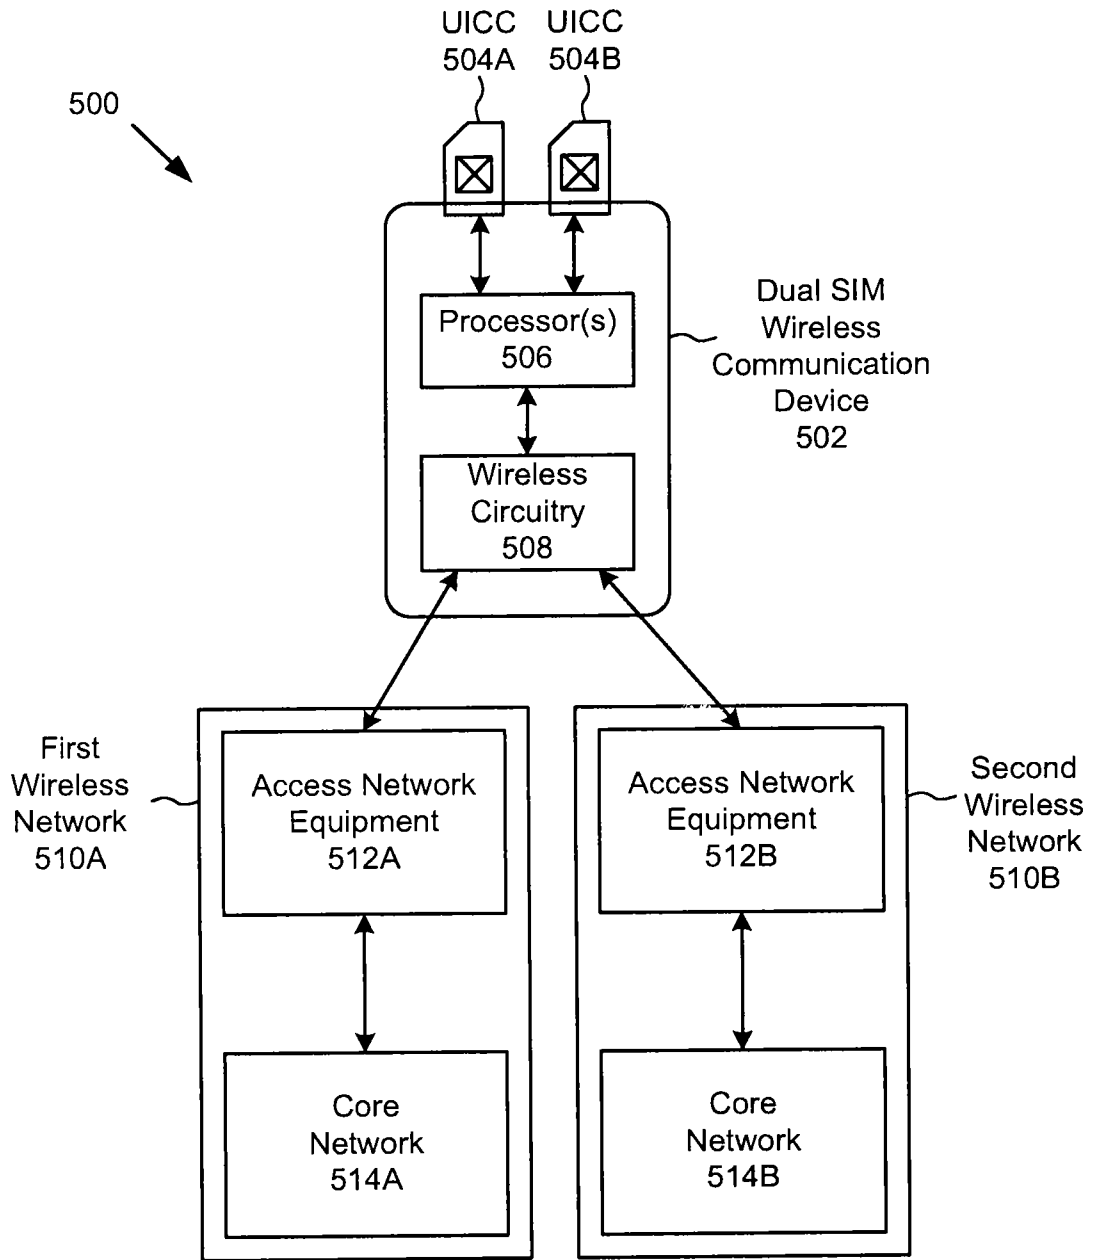 UICC
504A
UICC
504B
500
Processor(s)
506
Dual SIM
Wireless
Communication
Device
502
Wireless
Circuitry
508
First
Wireless
Network
510A
Access Network
Equipment
512A
Access Network
Equipment
512B
Second
Wireless
Network
510B
Core
Network
514A
Core
Network
514B